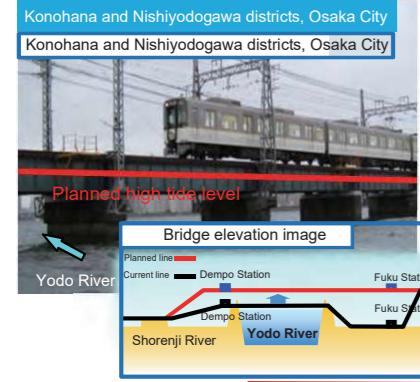 Konohana and Nishiyodogawa districts, Osaka City
Konohana and Nishiyodogawa districts, Osaka City
Planned high tide level
Yodo River
Bridge elevation image
Planned line
Current line
Dempo Station
Fuku Stat
Dempo Station
Fuku Stat
Shorenji River
Yodo River